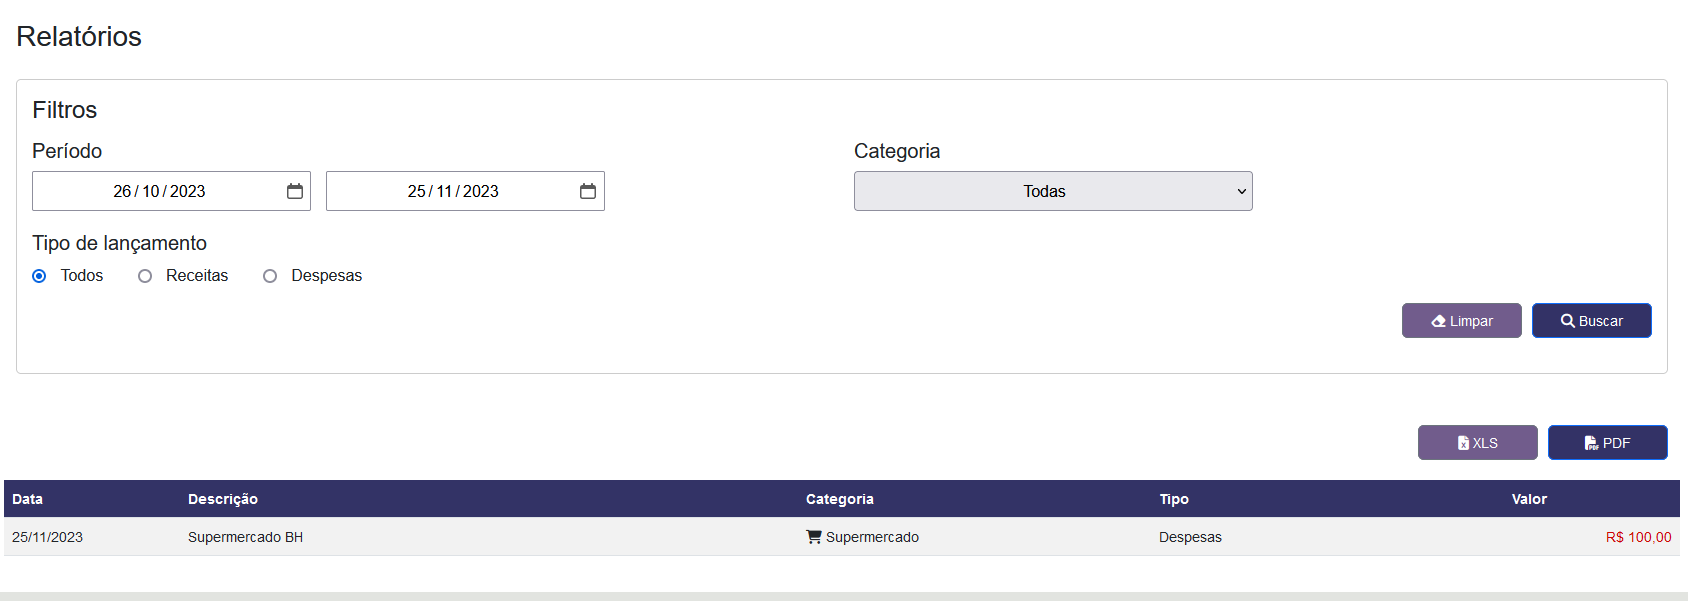 Relatórios
Filtros
Período
Categoria
26/10/2023
25/11/2023
Todas
Tipo de lançamento
Todos Receitas Despesas
Limpar Buscar
XLS PDF
Data Descrição Categoria Tipo Valor
25/11/2023 Supermercado BH Supermercado Despesas R$ 100,00